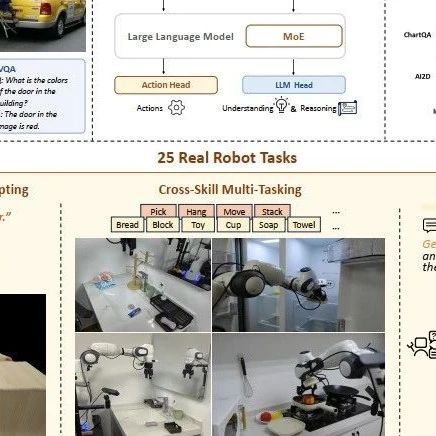 VQA
: What is the colors
f the door in the
uilding?
: The door in the
mage is red.
Large Language Model
MoE
Action Head
LLM Head
Actions
Understanding
& Reasoning
ChartQA
AI2D
25 Real Robot Tasks
pting
r.”
Cross-Skill Multi-Tasking
Pick Hang Move Stack ...
Bread Block Toy Cup Soap Towel ...
Ge
an
the